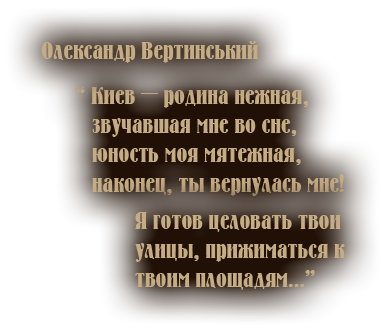 Олександр Вертинський
“ Киев — родина нежная,
звучавшая мне во сне,
юность моя мятежная,
наконец, ты вернулась мне!
Я готов целовать твои
улицы, прижиматься к
твоим площадям...”